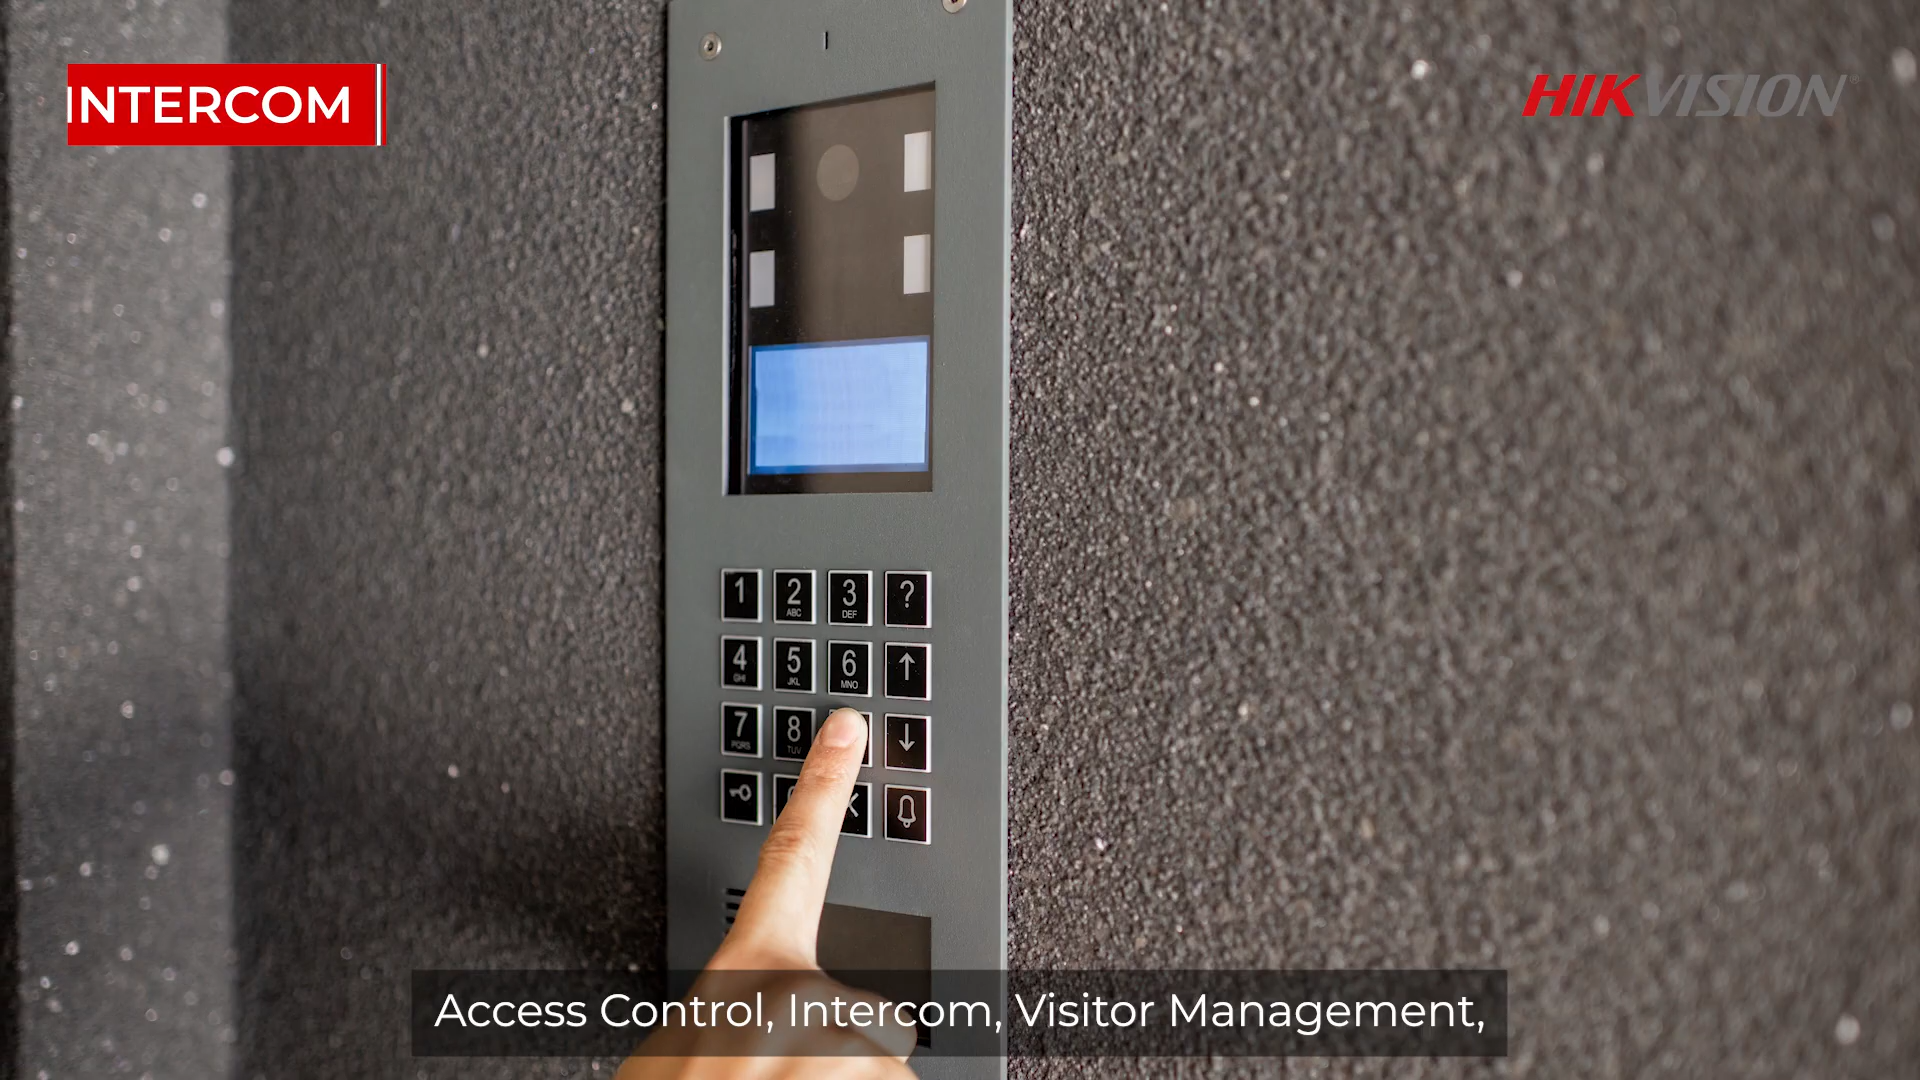 INTERCOM
HIKVISION®
1
2
ABC
3
DEF
?
4
GHI
5
JKL
6
MNO
↑
7
PQRS
8
TUV
↓
Access Control, Intercom, Visitor Management,